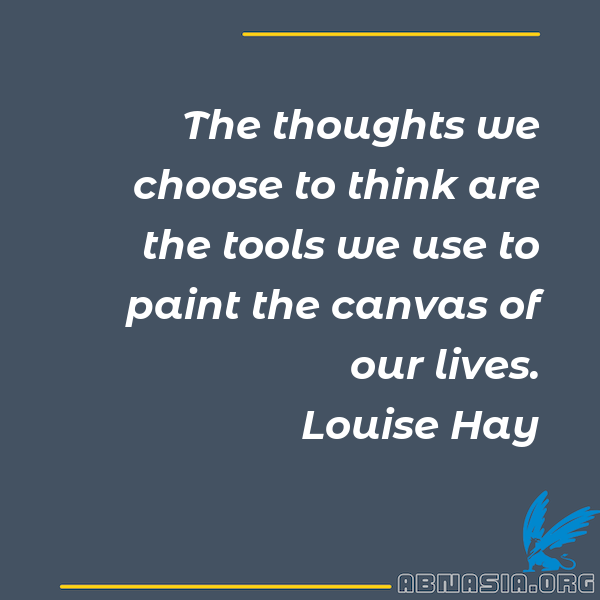 The thoughts we
choose to think are
the tools we use to
paint the canvas of
our lives.
Louise Hay
ABNASIA.ORG